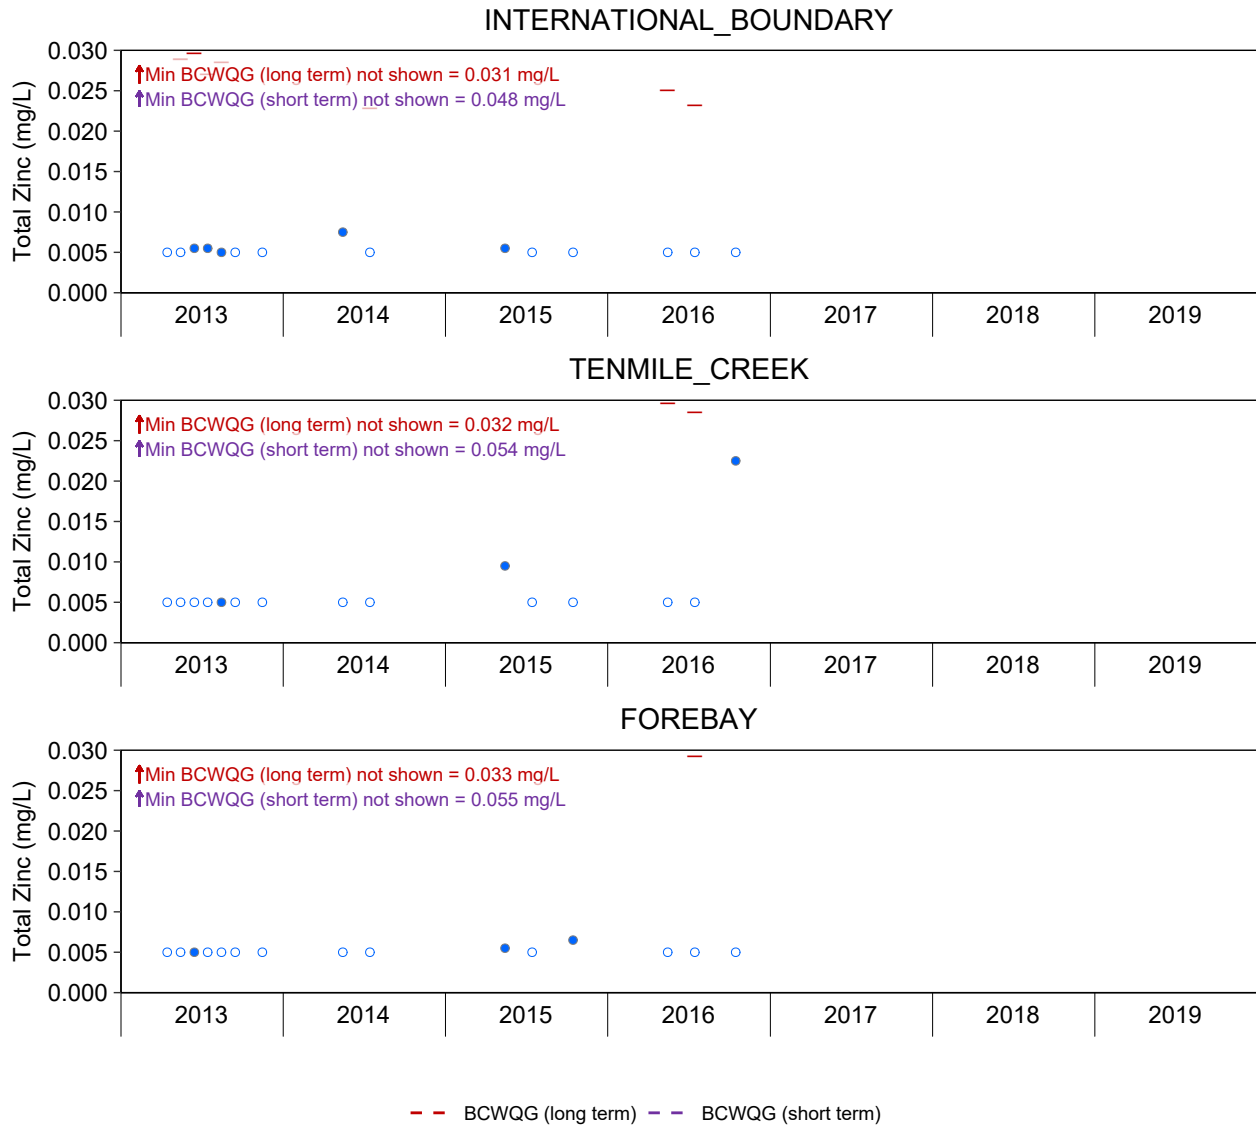 INTERNATIONAL_BOUNDARY
Total Zinc (mg/L)
0.030
0.025
0.020
0.015
0.010
0.005
0.000
Min BCWQG (long term) not shown = 0.031 mg/L
Min BCWQG (short term) not shown = 0.048 mg/L
2013 2014 2015 2016 2017 2018 2019
TENMILE_CREEK
Total Zinc (mg/L)
0.030
0.025
0.020
0.015
0.010
0.005
0.000
Min BCWQG (long term) not shown = 0.032 mg/L
Min BCWQG (short term) not shown = 0.054 mg/L
2013 2014 2015 2016 2017 2018 2019
FOREBAY
Total Zinc (mg/L)
0.030
0.025
0.020
0.015
0.010
0.005
0.000
Min BCWQG (long term) not shown = 0.033 mg/L
Min BCWQG (short term) not shown = 0.055 mg/L
2013 2014 2015 2016 2017 2018 2019
BCWQG (long term) BCWQG (short term)